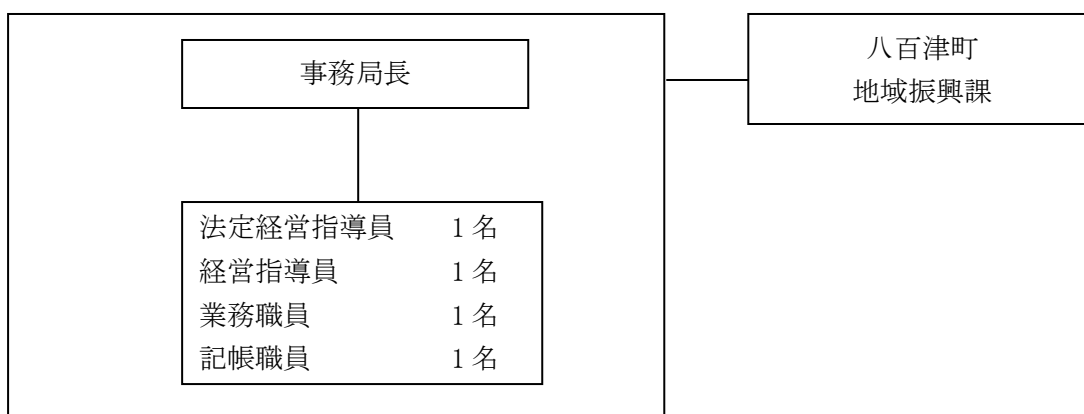 事務局長
八百津町
地域振興課
法定経営指導員 1名
経営指導員 1名
業務職員 1名
記帳職員 1名